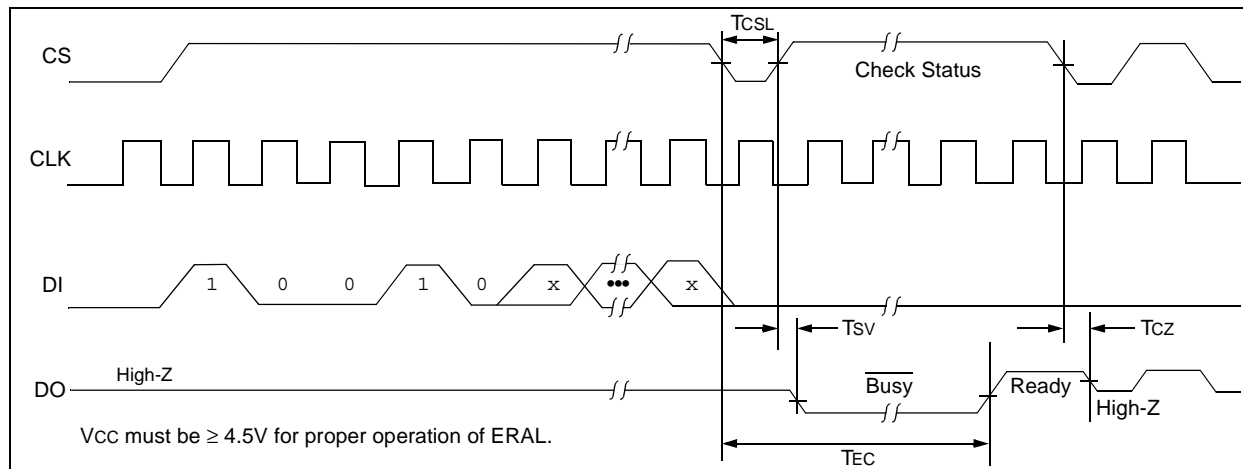 TCSL
CS
Check Status
CLK
DI
1 0 0 1 0 x ••• x
TSV
TCZ
DO
High-Z
Busy
Ready
High-Z
VCC must be ≥ 4.5V for proper operation of ERAL.
TEC